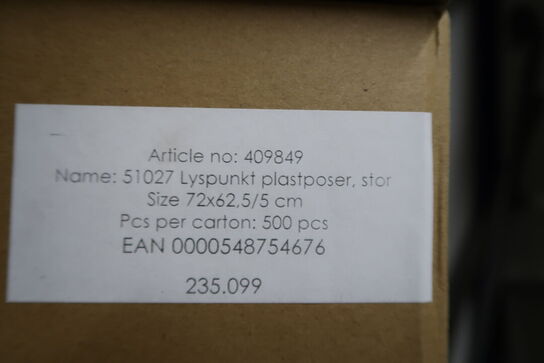 Article no: 409849
Name: 51027 Lyspunkt plastposer, stor
Size 72x62,5/5 cm
Pcs per carton: 500 pcs
EAN 0000548754676
235.099